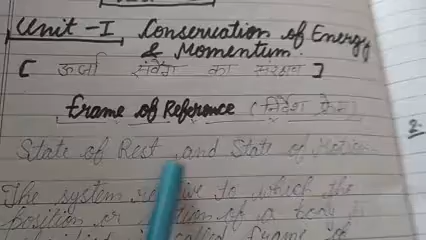 Unit - I Conservation of Energy
& Momentum.
[ ऊर्जा संवेग का संरक्षण ]
Frame of Reference (निर्देश फ्रेम)
State of Rest and State of Motion
The system to which the
position or of a body
called frame of
2.